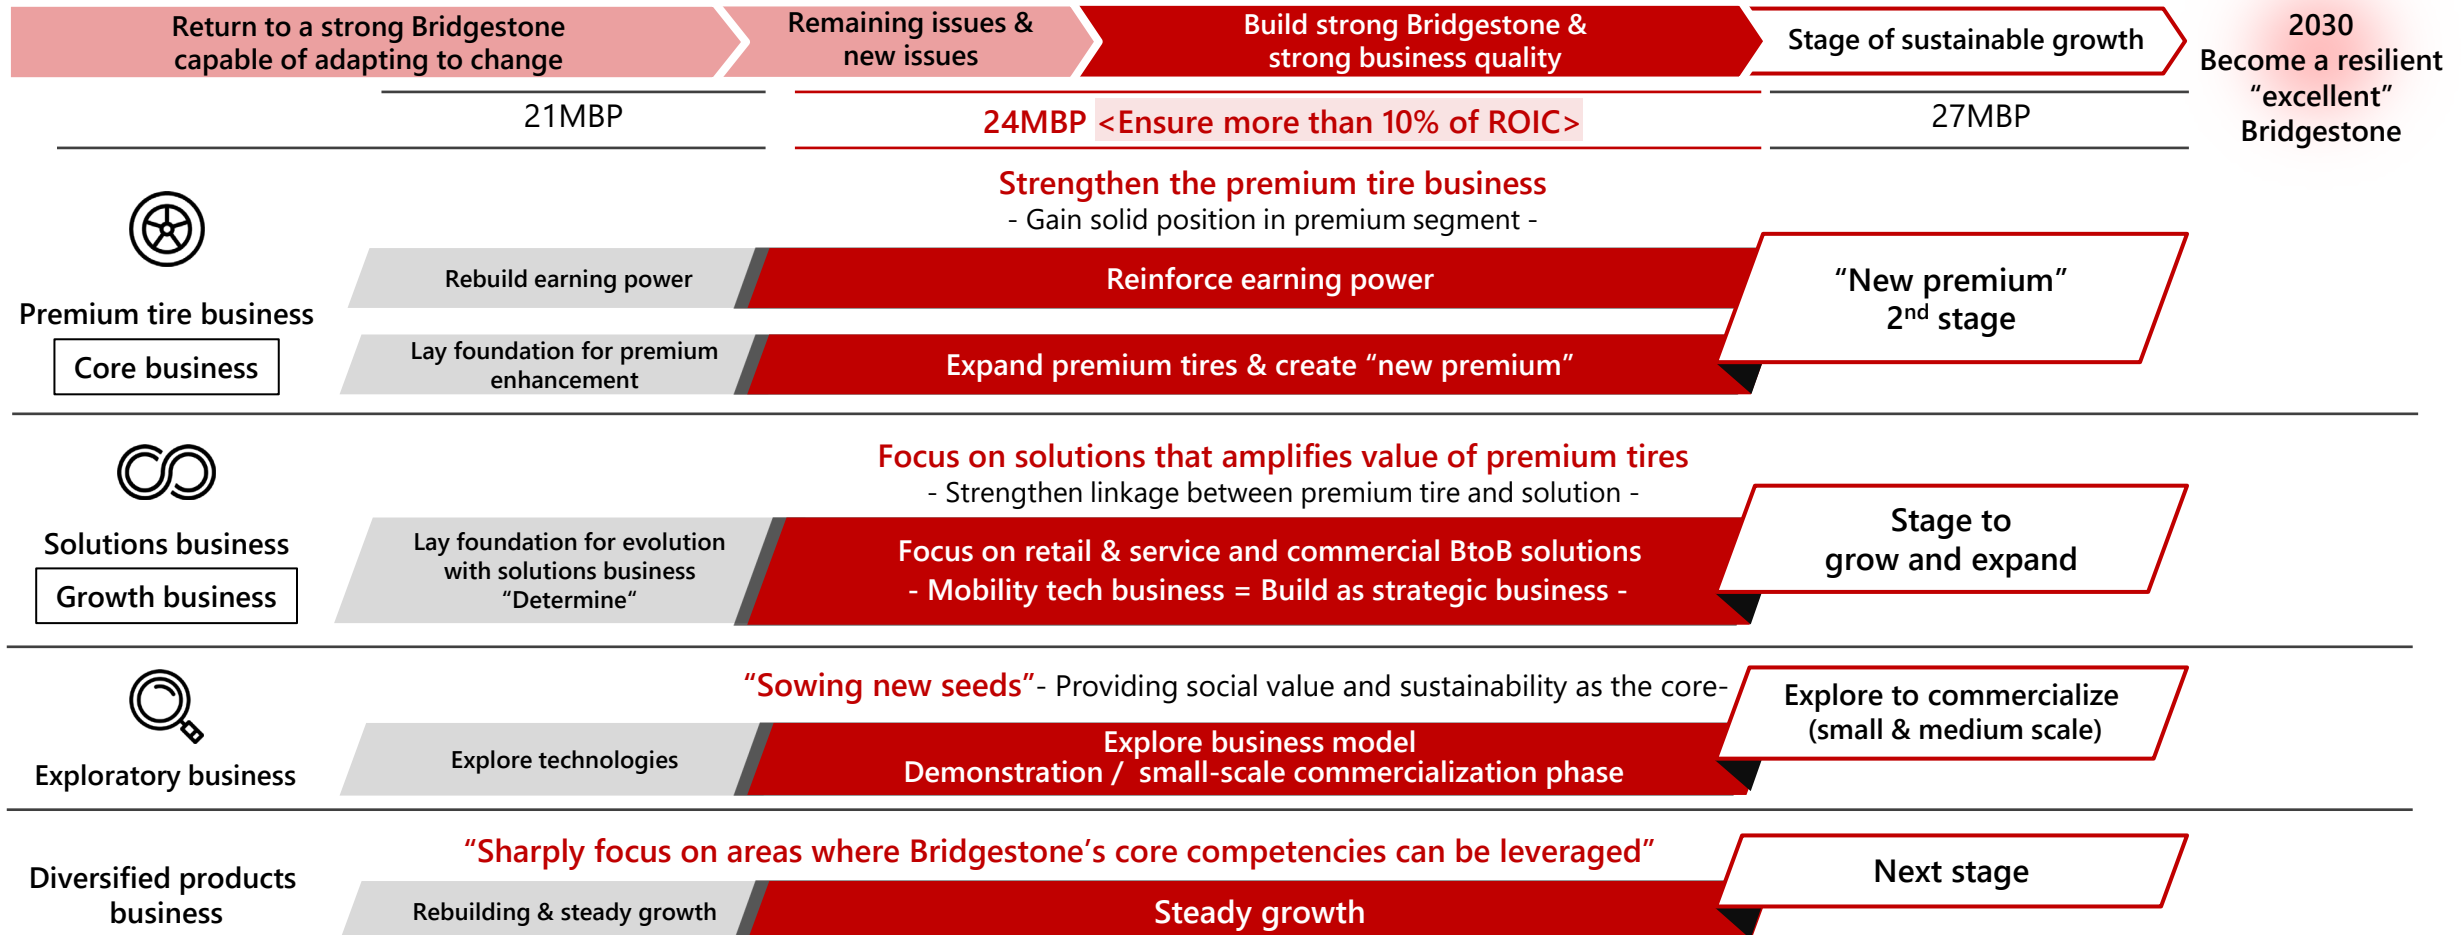 Return to a strong Bridgestone
capable of adapting to change
Remaining issues &
new issues
Build strong Bridgestone &
strong business quality
Stage of sustainable growth
2030
Become a resilient
“excellent”
Bridgestone
21MBP
24MBP <Ensure more than 10% of ROIC>
27MBP
Strengthen the premium tire business
- Gain solid position in premium segment -
Premium tire business
Core business
Rebuild earning power
Reinforce earning power
Lay foundation for premium
enhancement
Expand premium tires & create “new premium”
“New premium”
2nd stage
Focus on solutions that amplifies value of premium tires
- Strengthen linkage between premium tire and solution -
Solutions business
Growth business
Lay foundation for evolution
with solutions business
“Determine“
Focus on retail & service and commercial BtoB solutions
- Mobility tech business = Build as strategic business -
Stage to
grow and expand
“Sowing new seeds”- Providing social value and sustainability as the core-
Exploratory business
Explore technologies
Explore business model
Demonstration / small-scale commercialization phase
Explore to commercialize
(small & medium scale)
“Sharply focus on areas where Bridgestone’s core competencies can be leveraged”
Diversified products
business
Rebuilding & steady growth
Steady growth
Next stage